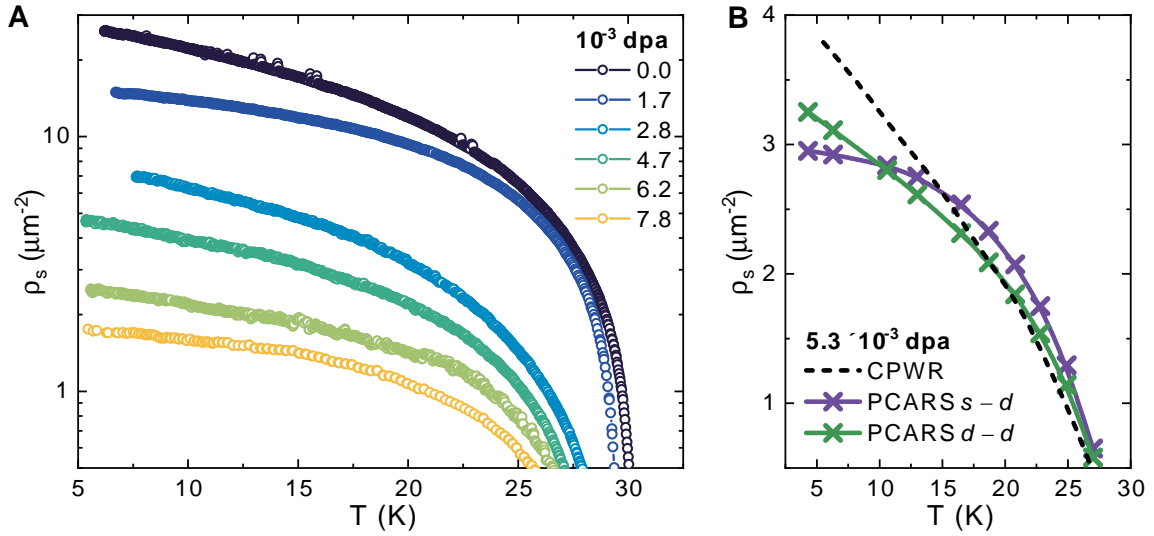 A
10⁻³ dpa
0.0
1.7
2.8
4.7
6.2
7.8
10
1
ρs (μm⁻²)
5 10 15 20 25 30
T (K)
B
4
3
2
1
ρs (μm⁻²)
5.3 ´10⁻³ dpa
CPWR
PCARS s – d
PCARS d – d
5 10 15 20 25 30
T (K)